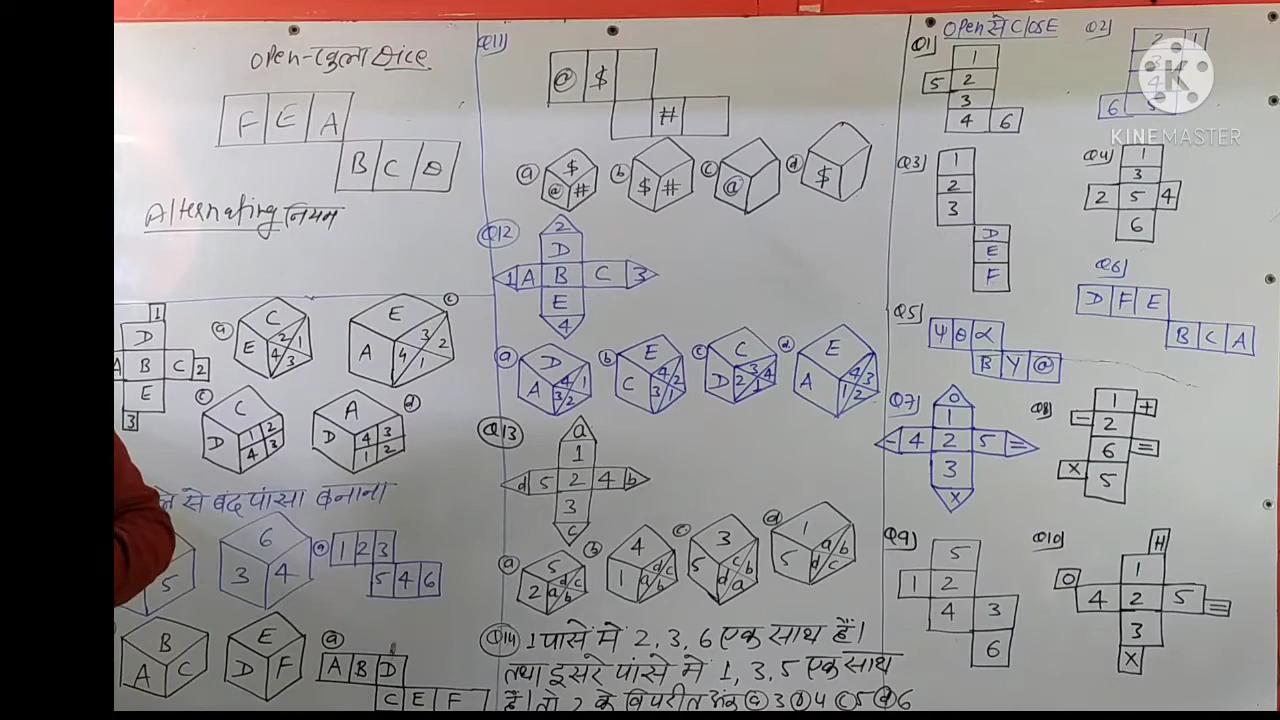 Open-खुला Dice
F E A
B C D
Alternating नियम
1
D
A B C 2
E
3
a
C
E
2 1
4 3
c
E
A
3
4 2
1
c
C
D
1 2
4 3
d
A
D
4 3
1 2
से बंद पांसा बनाना
5
6
3 4
a
1 2 3
5 4 6
B
A C
E
D F
a
A B D
C E F
Q11)
@ $
#
a
$
@ #
b
$ #
c
@
d
$
Q12
2
D
1 A B C 3
E
4
a
D
A
4 1
3 2
b
E
C
4 2
3 1
c
C
D
3
2 4
1
d
E
A
4 3
1 2
Q13
a
1
d 5 2 4 b
3
c
a
5
2
d c
a b
b
4
1
d c
a b
c
3
5
c b
d a
d
1
5
a b
d c
Q14 1 पासे में 2, 3, 6 एक साथ हैं।
तथा दूसरे पांसे में 1, 3, 5 एक साथ
है। तो 2 के विपरीत अंक a 3 b 4 c 5 d 6
Open से Close
Q1)
1
5 2
3
4 6
Q2)
2 1
3
4
6 5
KINEMASTER
Q3)
1
2
3
D
E
F
Q4)
1
3
2 5 4
6
Q5)
Ψ θ α
B Y @
Q6)
D F E
B C A
Q7)
0
1
- 4 2 5 =
3
x
Q8)
1 +
- 2
6 =
x 5
Q9)
5
1 2
4 3
6
Q10)
H
1
0
4 2 5 =
3
x